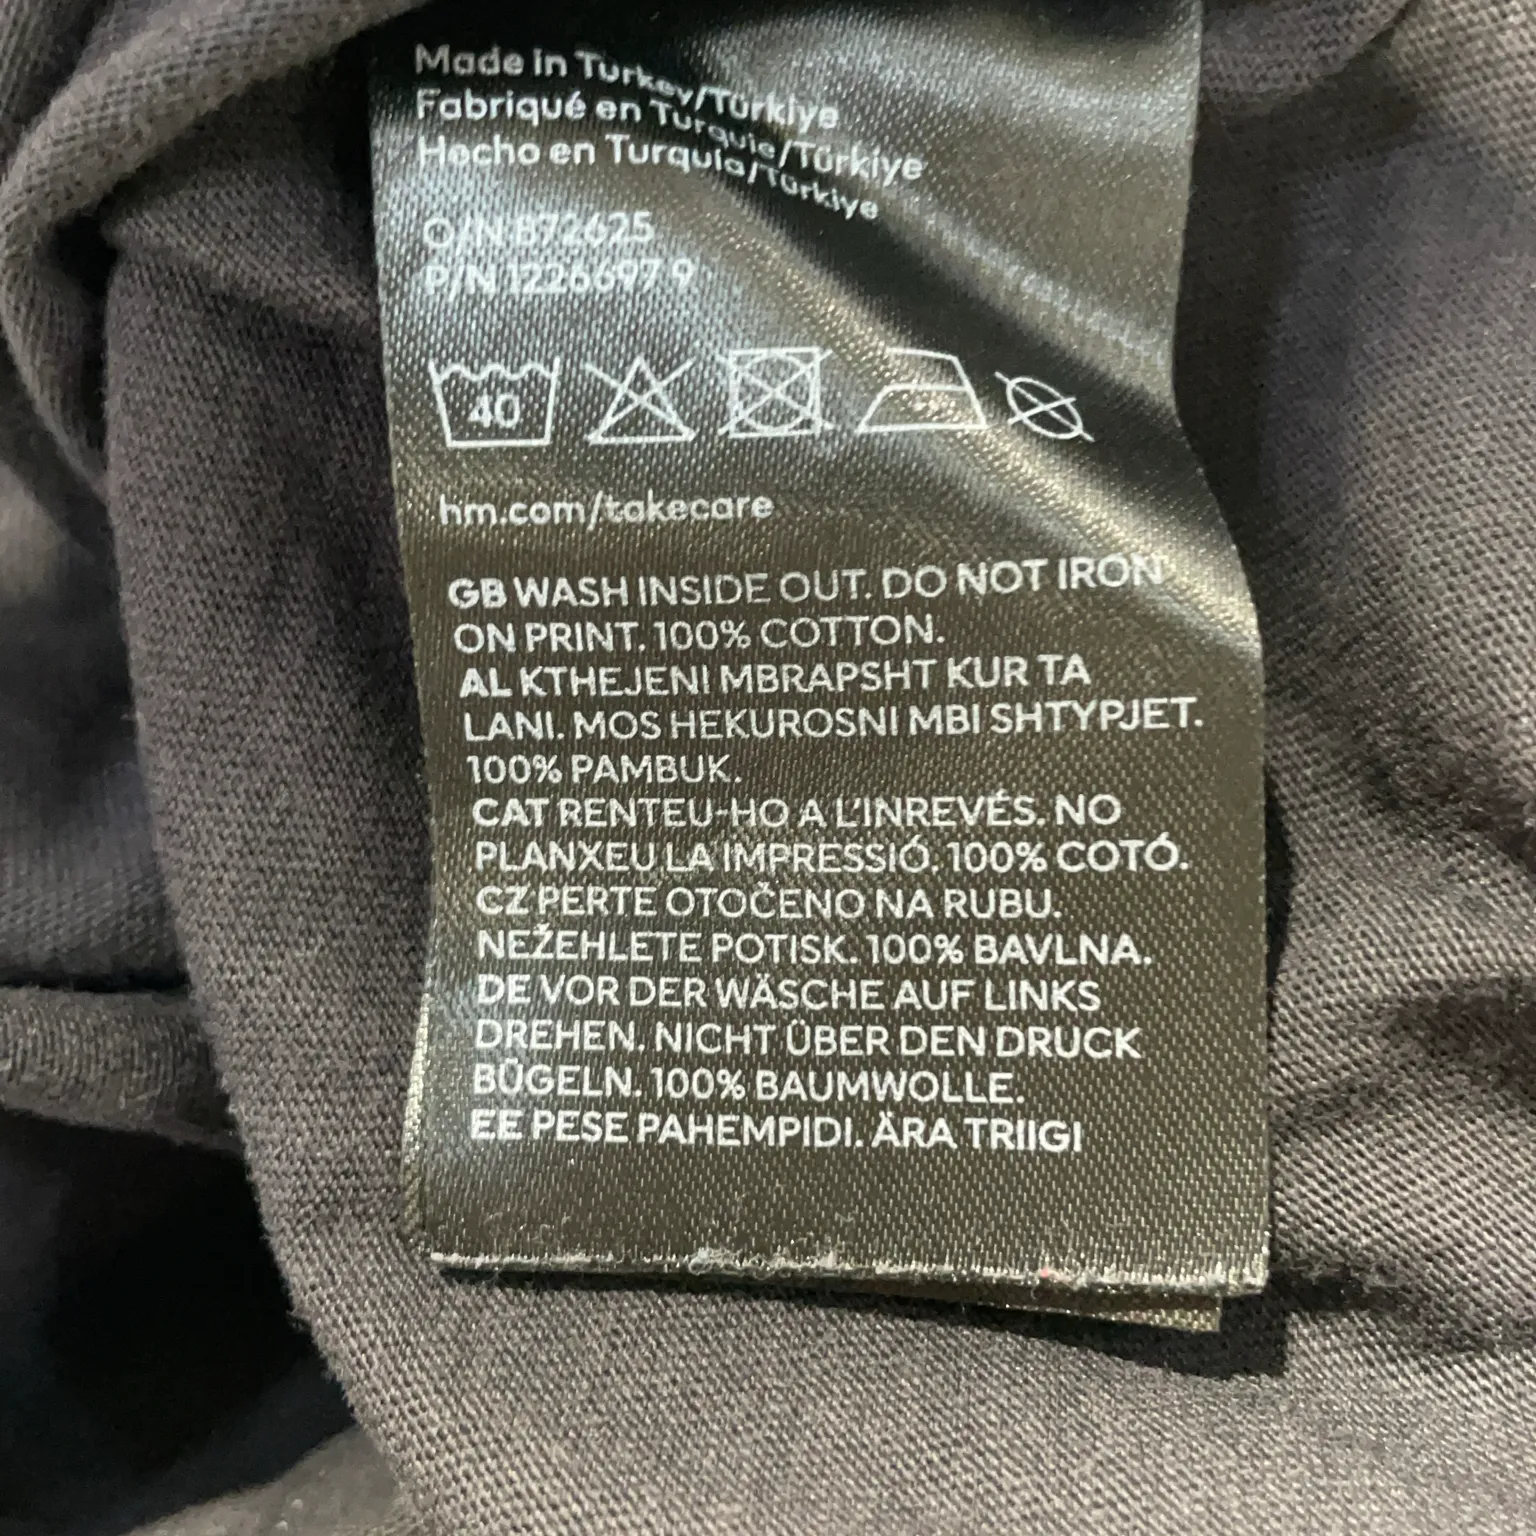 Made in Turkey/Türkiye
Fabriqué en Turquie/Türkiye
Hecho en Turquía/Türkiye
O/N 872625
P/N 1226697 9
40
hm.com/takecare
GB WASH INSIDE OUT. DO NOT IRON
ON PRINT. 100% COTTON.
AL KTHEJENI MBRAPSHT KUR TA
LANI. MOS HEKUROSNI MBI SHTYPJET.
100% PAMBUK.
CAT RENTEU-HO A L'INREVÉS. NO
PLANXEU LA IMPRESSIÓ. 100% COTÓ.
CZ PERTE OTOČENO NA RUBU.
NEŽEHLETE POTISK. 100% BAVLNA.
DE VOR DER WÄSCHE AUF LINKS
DREHEN. NICHT ÜBER DEN DRUCK
BÜGELN. 100% BAUMWOLLE.
EE PESE PAHEMPIDI. ÄRA TRIIGI